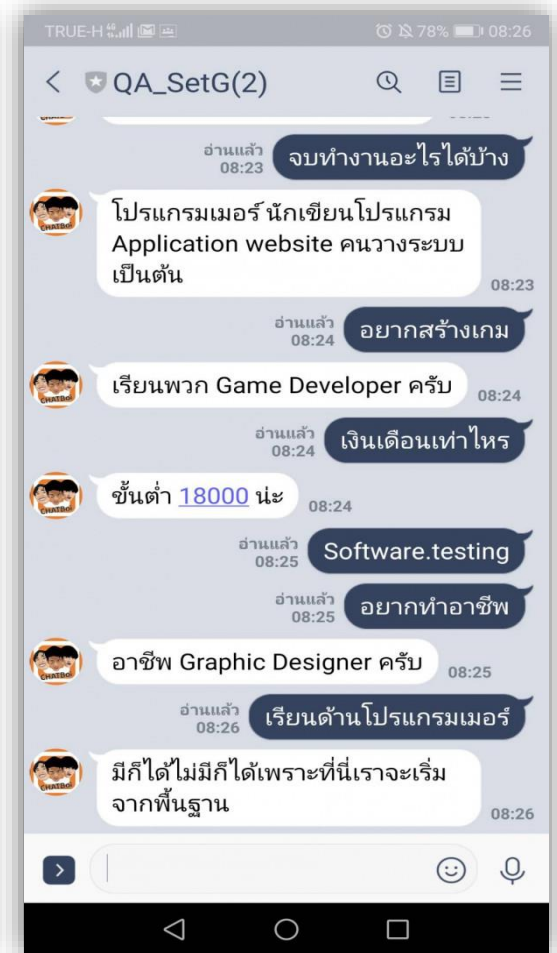 TRUE-H 78% 08:26
QA_SetG(2)
อ่านแล้ว
08:23
จบทำงานอะไรได้บ้าง
โปรแกรมเมอร์ นักเขียนโปรแกรม
Application website คนวางระบบ
เป็นต้น
08:23
อ่านแล้ว
08:24
อยากสร้างเกม
เรียนพวก Game Developer ครับ
08:24
อ่านแล้ว
08:24
เงินเดือนเท่าไหร
ขั้นต่ำ 18000 น่ะ
08:24
อ่านแล้ว
08:25
Software.testing
อ่านแล้ว
08:25
อยากทำอาชีพ
อาชีพ Graphic Designer ครับ
08:25
อ่านแล้ว
08:26
เรียนด้านโปรแกรมเมอร์
มีก็ได้ไม่มีก็ได้เพราะที่นี่เราจะเริ่ม
จากพื้นฐาน
08:26